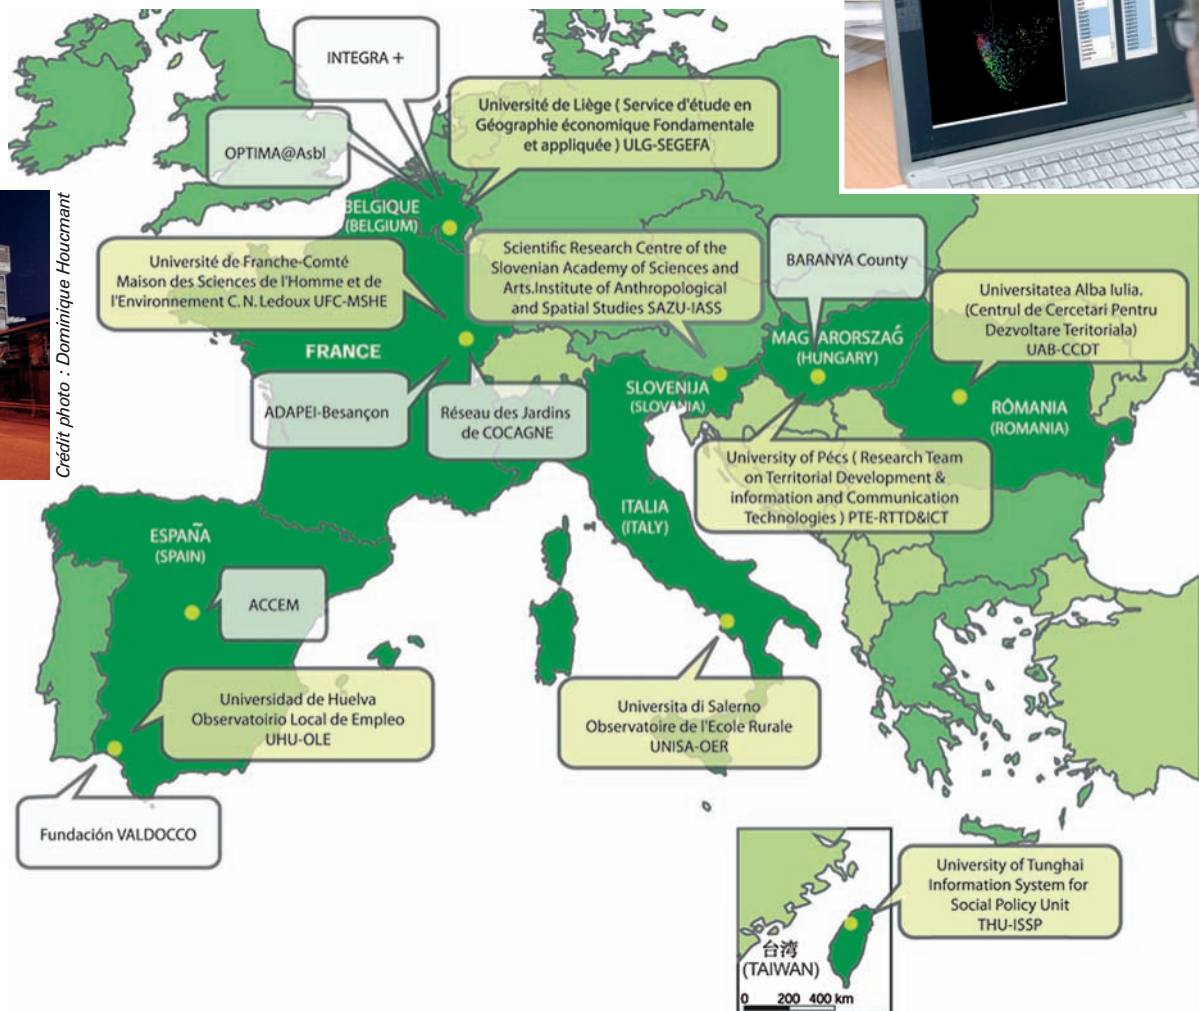 INTEGRA +
Université de Liège ( Service d'étude en
Géographie économique Fondamentale
et appliquée ) ULG-SEGEFA
OPTIMA@Asbl
BELGIQUE
(BELGIUM)
Crédit photo : Dominique Houcmant
Université de Franche-Comté
Maison des Sciences de l'Homme et de
l'Environnement C. N. Ledoux UFC-MSHE
Scientific Research Centre of the
Slovenian Academy of Sciences and
Arts.Institute of Anthropological
and Spatial Studies SAZU-IASS
BARANYA County
Universitatea Alba Iulia.
(Centrul de Cercetari Pentru
Dezvoltare Teritoriala)
UAB-CCDT
FRANCE
MAGYARORSZAĞ
(HUNGARY)
SLOVENIJA
(SLOVANIA)
RÔMANIA
(ROMANIA)
ADAPEI-Besançon
Réseau des Jardins
de COCAGNE
University of Pécs ( Research Team
on Territorial Development &
information and Communication
Technologies ) PTE-RTTD&ICT
ITALIA
(ITALY)
ESPAÑA
(SPAIN)
ACCEM
Universidad de Huelva
Observatoirio Local de Empleo
UHU-OLE
Universita di Salerno
Observatoire de l'Ecole Rurale
UNISA-OER
Fundación VALDOCCO
University of Tunghai
Information System for
Social Policy Unit
THU-ISSP
台湾
(TAIWAN)
0 200 400 km